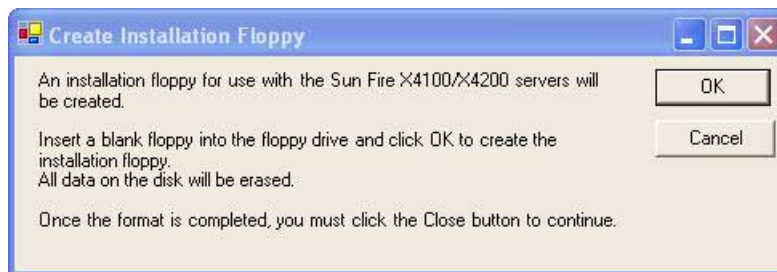 Create Installation Floppy
An installation floppy for use with the Sun Fire X4100/X4200 servers will
be created.
OK
Insert a blank floppy into the floppy drive and click OK to create the
installation floppy.
All data on the disk will be erased.
Cancel
Once the format is completed, you must click the Close button to continue.